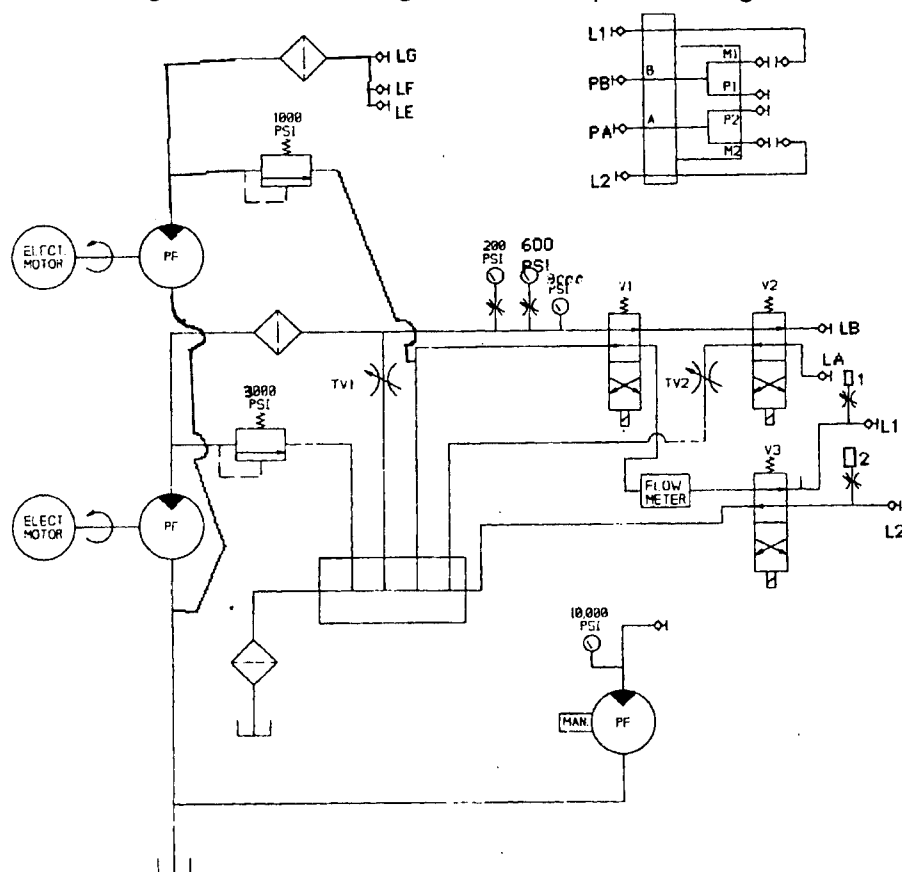 LG
LF
LE
1000
PSI
ELECT.
MOTOR
PF
L1
PB
B
PA
A
L2
M1
P1
P2
M2
200
PSI
600
PSI
PSI
V1
V2
LB
LA
TV1
TV2
1
L1
3000
PSI
V3
2
FLOW
METER
L2
ELECT
MOTOR
PF
10,000
PSI
MAN.
PF